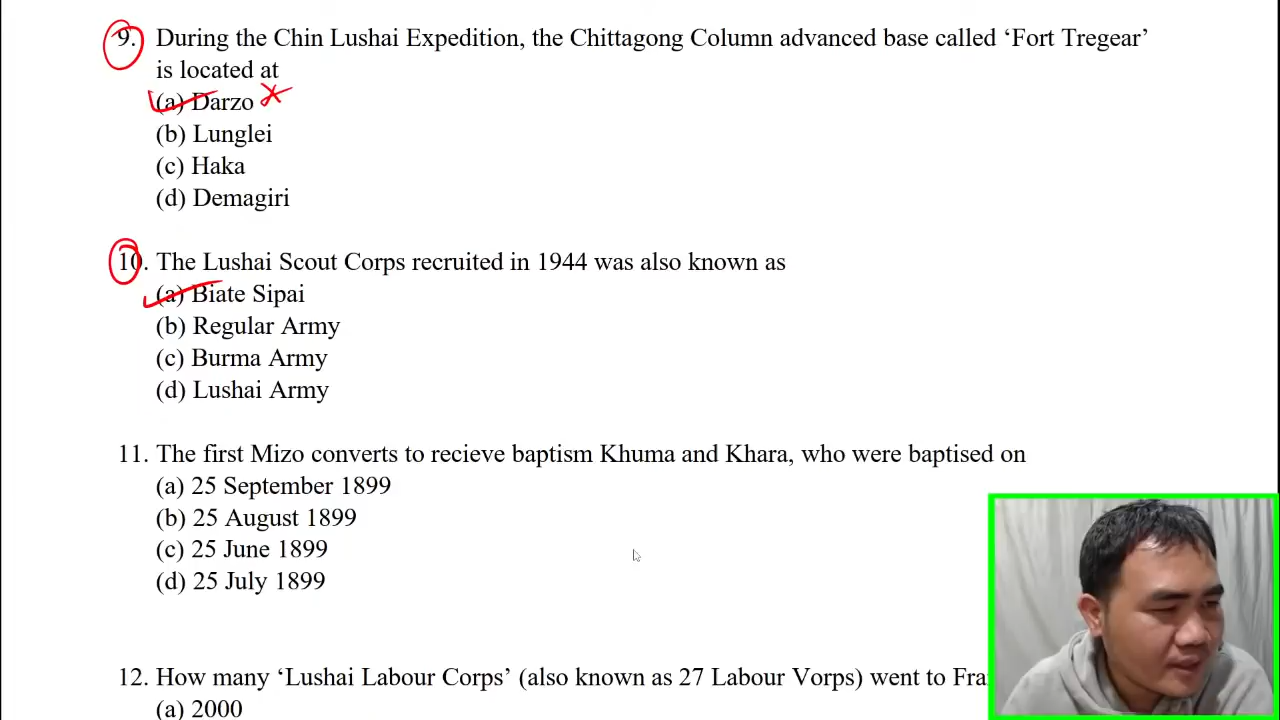 9. During the Chin Lushai Expedition, the Chittagong Column advanced base called ‘Fort Tregear’
is located at
(a) Darzo
(b) Lunglei
(c) Haka
(d) Demagiri
10. The Lushai Scout Corps recruited in 1944 was also known as
(a) Biate Sipai
(b) Regular Army
(c) Burma Army
(d) Lushai Army
11. The first Mizo converts to recieve baptism Khuma and Khara, who were baptised on
(a) 25 September 1899
(b) 25 August 1899
(c) 25 June 1899
(d) 25 July 1899
12. How many ‘Lushai Labour Corps’ (also known as 27 Labour Vorps) went to
(a) 2000